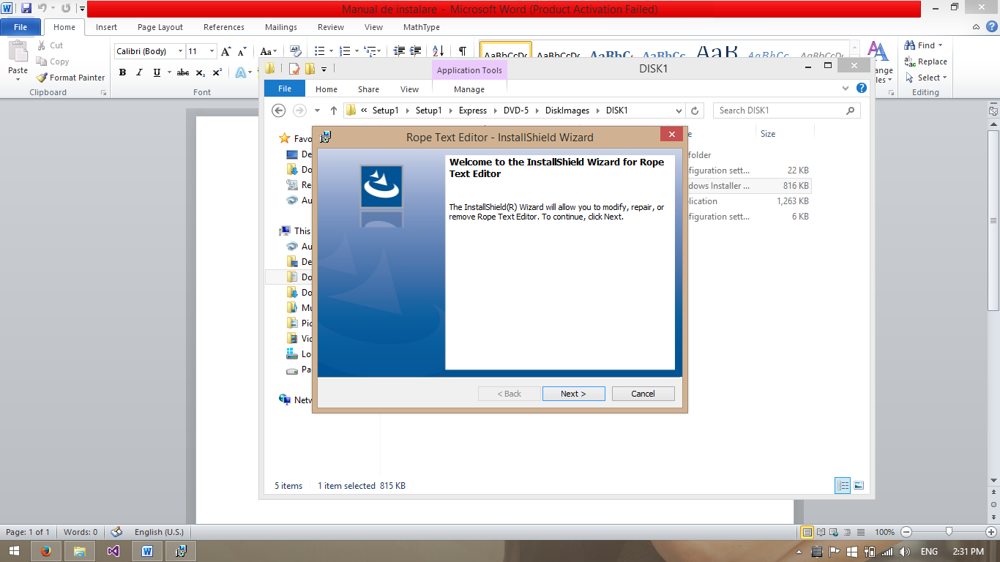 Manual de instalare - Microsoft Word (Product Activation Failed)
File Home Insert Page Layout References Mailings Review View MathType
Paste
Cut
Copy
Format Painter
Clipboard
Calibri (Body) 11
Font
AaBbCcDc AaBbCcDc AaBbCc AaBbCc AaB AaBbCc. AaBbCcDc
Find
Replace
Select
Editing
Application Tools
DISK1
File Home Share View Manage
Setup1 Setup1 Express DVD-5 DiskImages DISK1
Search DISK1
Size
Favo
De
Do
Re
Au
This
Au
De
Do
Do
Mu
Pic
Vid
Lo
Pa
Netw
folder
figuration sett... 22 KB
dows Installer ... 816 KB
lication 1,263 KB
figuration sett... 6 KB
Rope Text Editor - InstallShield Wizard
Welcome to the InstallShield Wizard for Rope
Text Editor
The InstallShield(R) Wizard will allow you to modify, repair, or
remove Rope Text Editor. To continue, click Next.
< Back Next > Cancel
5 items 1 item selected 815 KB
Page: 1 of 1 Words: 0 English (U.S.) 100%
ENG 2:31 PM